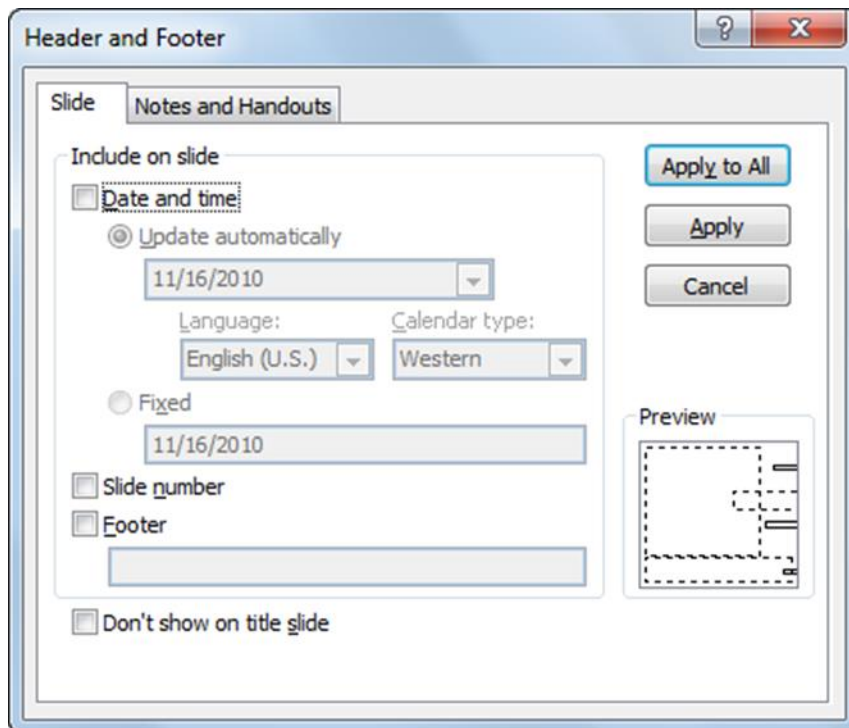 Header and Footer
Slide Notes and Handouts
Include on slide
Date and time
Update automatically
11/16/2010
Language: Calendar type:
English (U.S.) Western
Fixed
11/16/2010
Slide number
Footer
Don't show on title slide
Apply to All
Apply
Cancel
Preview